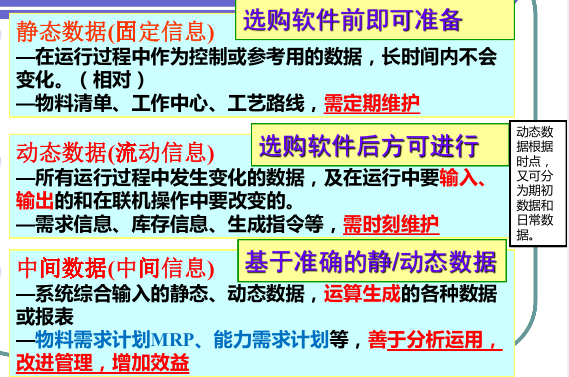 静态数据(固定信息)
选购软件前即可准备
—在运行过程中作为控制或参考用的数据，长时间内不会
变化。（相对）
—物料清单、工作中心、工艺路线，需定期维护
动态数据(流动信息)
选购软件后方可进行
—所有运行过程中发生变化的数据，及在运行中要输入、
输出的和在联机操作中要改变的。
—需求信息、库存信息、生成指令等，需时刻维护
动态数
据根据
时点，
又可分
为期初
数据和
日常数
据。
中间数据(中间信息)
基于准确的静/动态数据
—系统综合输入的静态、动态数据，运算生成的各种数据
或报表
—物料需求计划MRP、能力需求计划等，善于分析运用，
改进管理，增加效益